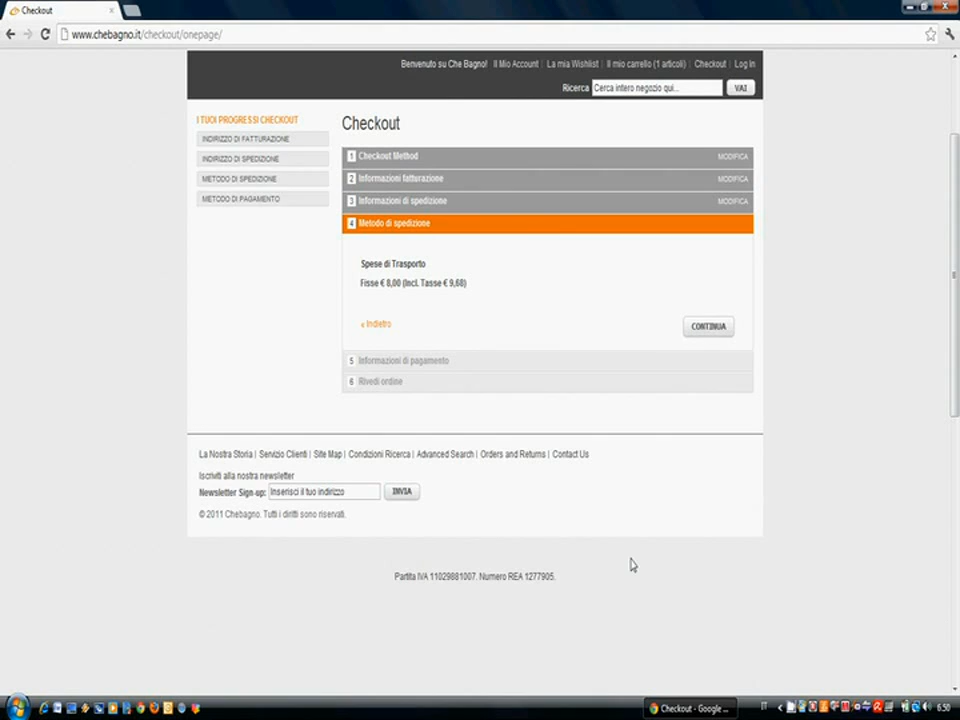 Checkout
www.chebagno.it/checkout/onepage/
Benvenuto su Che Bagno! Il Mio Account | La mia Wishlist | Il mio carrello (1 articoli) | Checkout | Log In
Ricerca Cerca intero negozio qui... VAI
I TUOI PROGRESSI CHECKOUT
INDIRIZZO DI FATTURAZIONE
INDIRIZZO DI SPEDIZIONE
METODO DI SPEDIZIONE
METODO DI PAGAMENTO
Checkout
1 Checkout Method MODIFICA
2 Informazioni fatturazione MODIFICA
3 Informazioni di spedizione MODIFICA
4 Metodo di spedizione
Spese di Trasporto
Fisse € 8,00 (Incl. Tasse € 9,68)
« Indietro CONTINUA
5 Informazioni di pagamento
6 Rivedi ordine
La Nostra Storia | Servizio Clienti | Site Map | Condizioni Ricerca | Advanced Search | Orders and Returns | Contact Us
Iscriviti alla nostra newsletter
Newsletter Sign-up: Inserisci il tuo indirizzo INVIA
© 2011 Chebagno. Tutti i diritti sono riservati.
Partita IVA 11029881007. Numero REA 1277905.
Checkout - Google ... IT 6.50